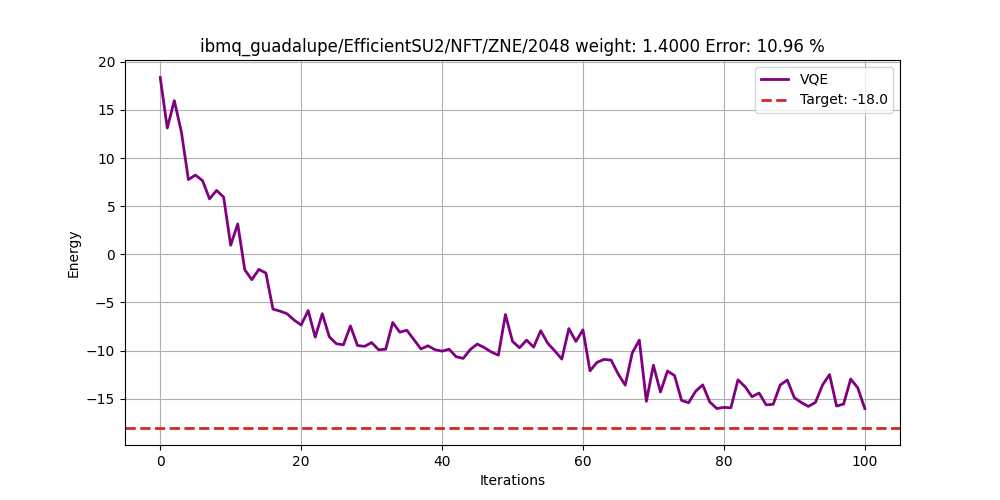 ibmq_guadalupe/EfficientSU2/NFT/ZNE/2048 weight: 1.4000 Error: 10.96 %
VQE
Target: -18.0
20
15
10
5
0
−5
−10
−15
Energy
0 20 40 60 80 100
Iterations